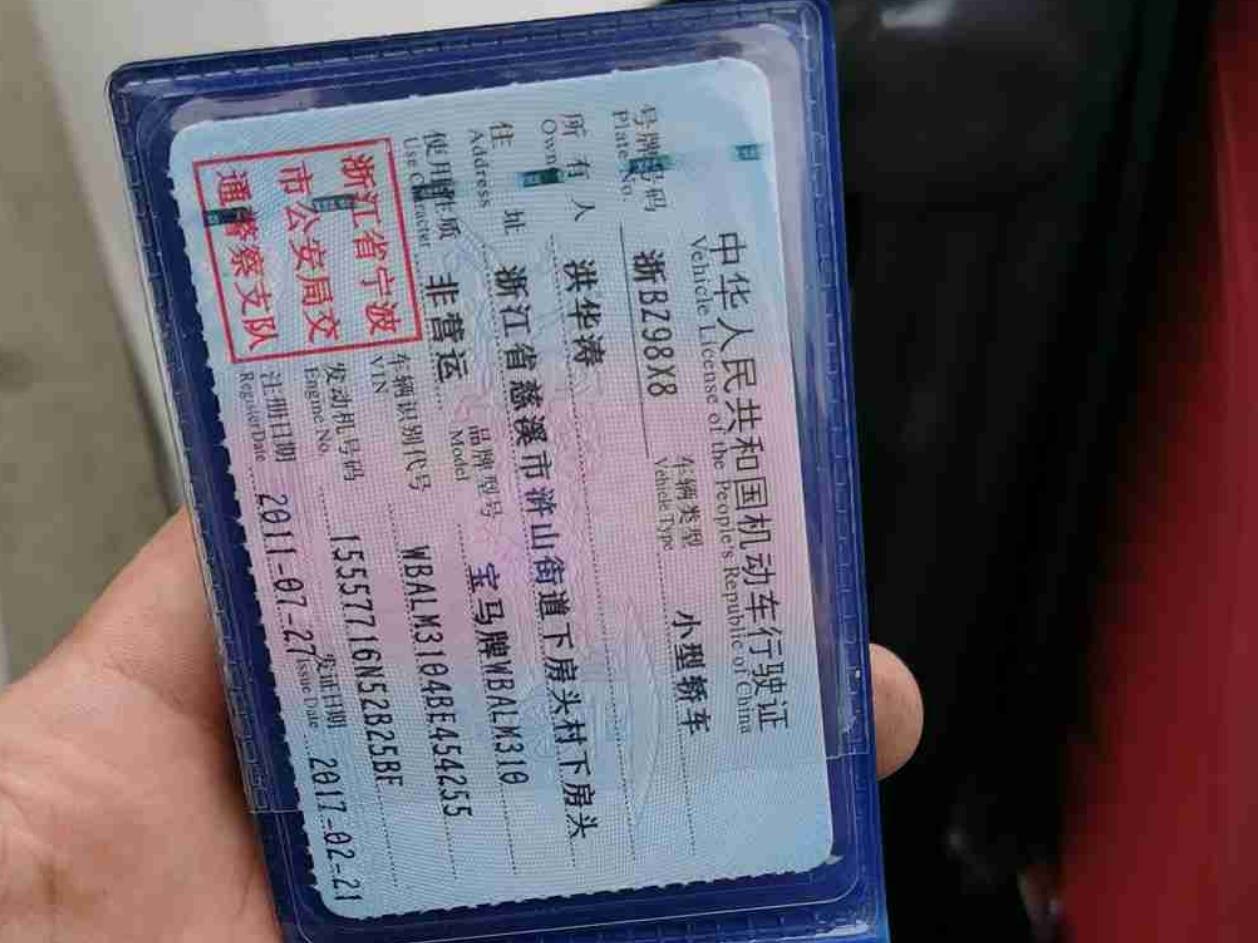 中华人民共和国机动车行驶证
Vehicle License of the People's Republic of China
号牌号码 浙BZ98X8 车辆类型 小型轿车
Plate No. Vehicle Type
所有人 洪华涛
Owner
住址 浙江省慈溪市浒山街道下房头村下房头
Address
使用性质 非营运 品牌型号 宝马牌WBALM310
Use Character Model
车辆识别代号 WBALM3104BE454255
VIN
发动机号码 15557716N52B25BF
Engine No.
注册日期 2011-07-27 发证日期 2017-02-21
Register Date Issue Date
浙江省宁波
市公安局交
通警察支队